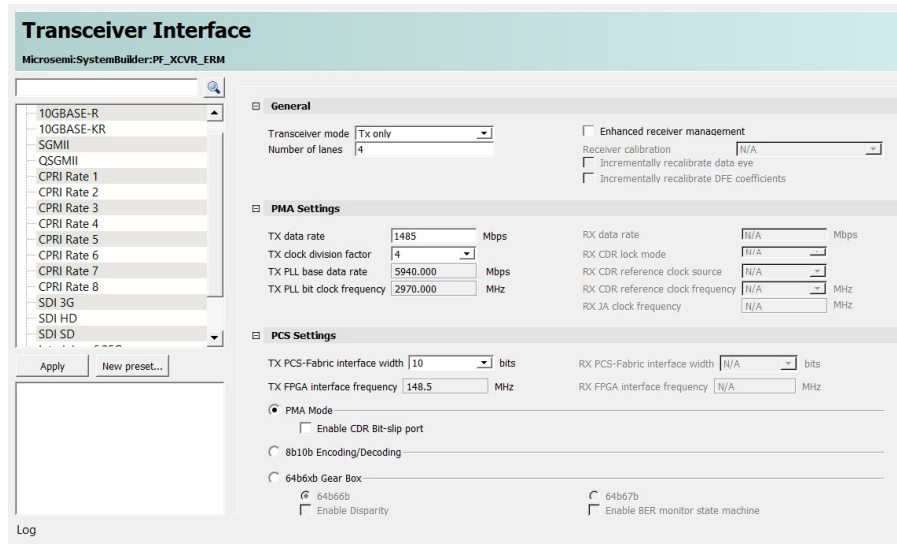 Transceiver Interface
Microsemi:SystemBuilder:PF_XCVR_ERM
10GBASE-R
10GBASE-KR
SGMII
QSGMII
CPRI Rate 1
CPRI Rate 2
CPRI Rate 3
CPRI Rate 4
CPRI Rate 5
CPRI Rate 6
CPRI Rate 7
CPRI Rate 8
SDI 3G
SDI HD
SDI SD
Apply New preset...
General
Transceiver mode Tx only
Number of lanes 4
Enhanced receiver management
Receiver calibration N/A
Incrementally recalibrate data eye
Incrementally recalibrate DFE coefficients
PMA Settings
TX data rate 1485 Mbps
TX clock division factor 4
TX PLL base data rate 5940.000 Mbps
TX PLL bit clock frequency 2970.000 MHz
RX data rate N/A Mbps
RX CDR lock mode N/A
RX CDR reference clock source N/A
RX CDR reference clock frequency N/A MHz
RX JA clock frequency N/A MHz
PCS Settings
TX PCS-Fabric interface width 10 bits
TX FPGA interface frequency 148.5 MHz
RX PCS-Fabric interface width N/A bits
RX FPGA interface frequency N/A MHz
PMA Mode
Enable CDR Bit-slip port
8b10b Encoding/Decoding
64b6xb Gear Box
64b66b
Enable Disparity
64b67b
Enable BER monitor state machine
Log